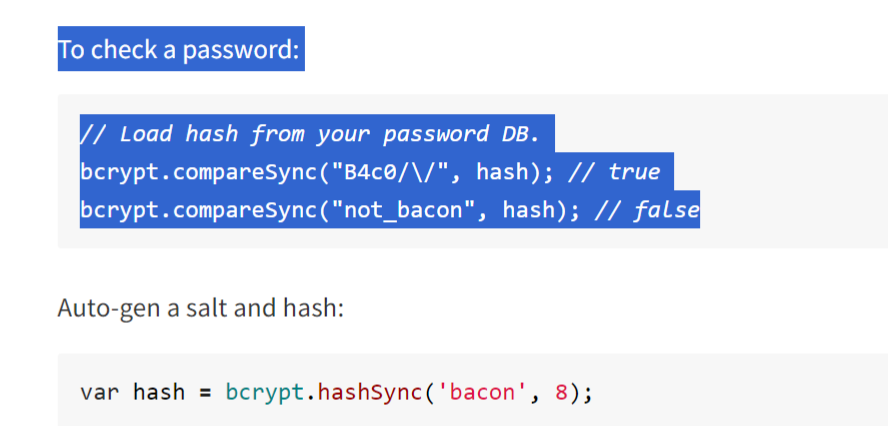 To check a password:
// Load hash from your password DB.
bcrypt.compareSync("B4c0/\/", hash); // true
bcrypt.compareSync("not_bacon", hash); // false
Auto-gen a salt and hash:
var hash = bcrypt.hashSync('bacon', 8);